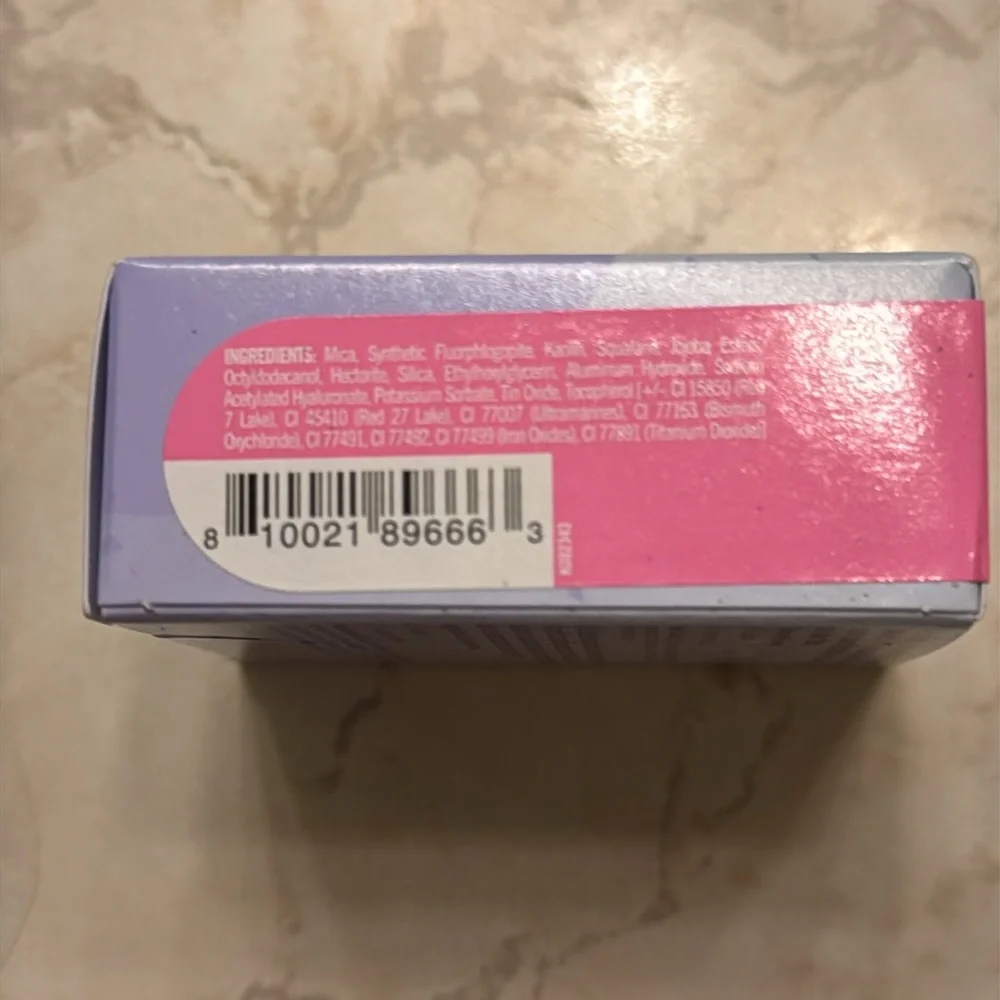 INGREDIENTS: Mica, Synthetic Fluorphlogopite, Kaolin, Squalane, Jojoba Esters,
Octyldodecanol, Hectorite, Silica, Ethylhexylglycerin, Aluminum Hydroxide, Sodium
Acetylated Hyaluronate, Potassium Sorbate, Tin Oxide, Tocopherol [+/- CI 15850 (Red
7 Lake), CI 45410 (Red 27 Lake), CI 77007 (Ultramarines), CI 77163 (Bismuth
Oxychloride), CI 77491, CI 77492, CI 77499 (Iron Oxides), CI 77891 (Titanium Dioxide)]
8 10021 89666 3